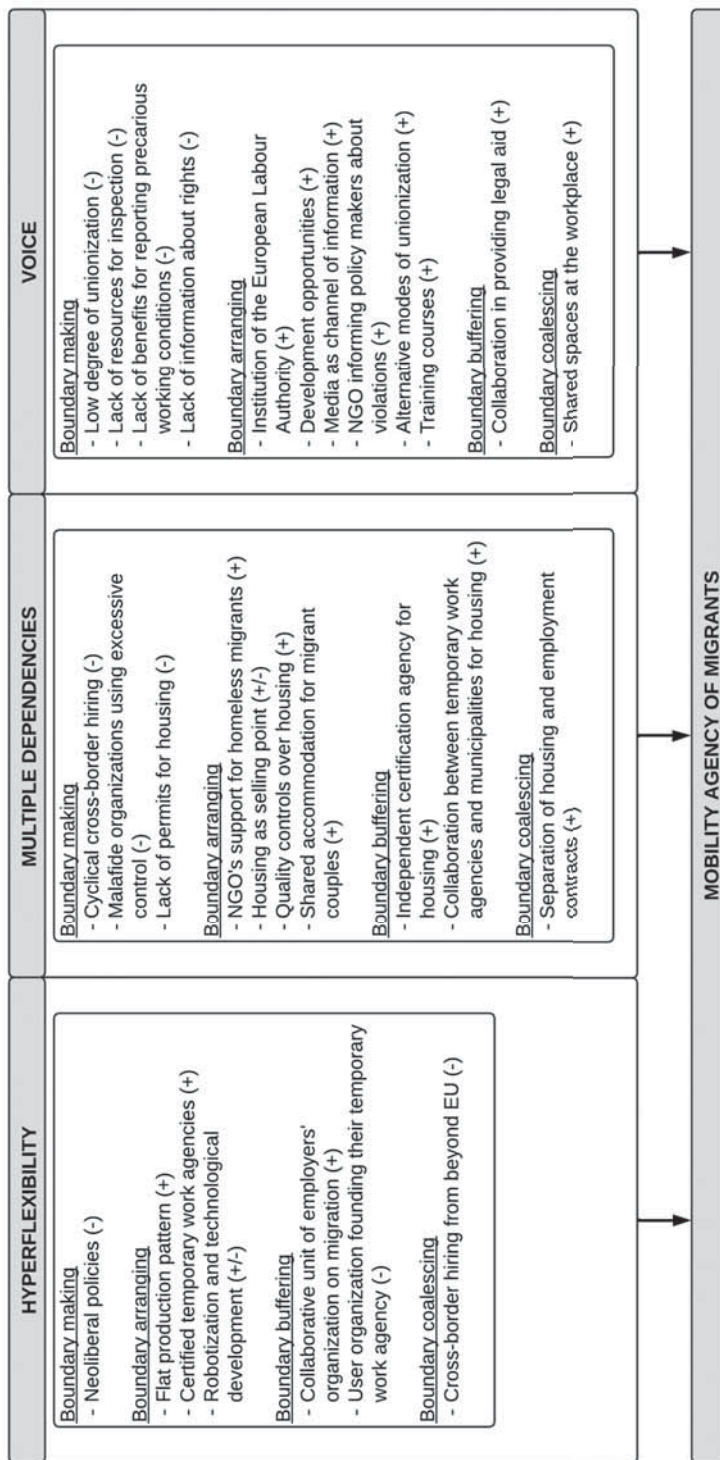 HYPERFLEXIBILITY
Boundary making
- Neoliberal policies (-)
Boundary arranging
- Flat production pattern (+)
- Certified temporary work agencies (+)
- Robotization and technological
development (+/-)
Boundary buffering
- Collaborative unit of employers'
organization on migration (+)
- User organization founding their temporary
work agency (-)
Boundary coalescing
- Cross-border hiring from beyond EU (-)
MULTIPLE DEPENDENCIES
Boundary making
- Cyclical cross-border hiring (-)
- Malafide organizations using excessive
control (-)
- Lack of permits for housing (-)
Boundary arranging
- NGO's support for homeless migrants (+)
- Housing as selling point (+/-)
- Quality controls over housing (+)
- Shared accommodation for migrant
couples (+)
Boundary buffering
- Independent certification agency for
housing (+)
- Collaboration between temporary work
agencies and municipalities for housing (+)
Boundary coalescing
- Separation of housing and employment
contracts (+)
VOICE
Boundary making
- Low degree of unionization (-)
- Lack of resources for inspection (-)
- Lack of benefits for reporting precarious
working conditions (-)
- Lack of information about rights (-)
Boundary arranging
- Institution of the European Labour
Authority (+)
- Development opportunities (+)
- Media as channel of information (+)
- NGO informing policy makers about
violations (+)
- Alternative modes of unionization (+)
- Training courses (+)
Boundary buffering
- Collaboration in providing legal aid (+)
Boundary coalescing
- Shared spaces at the workplace (+)
MOBILITY AGENCY OF MIGRANTS